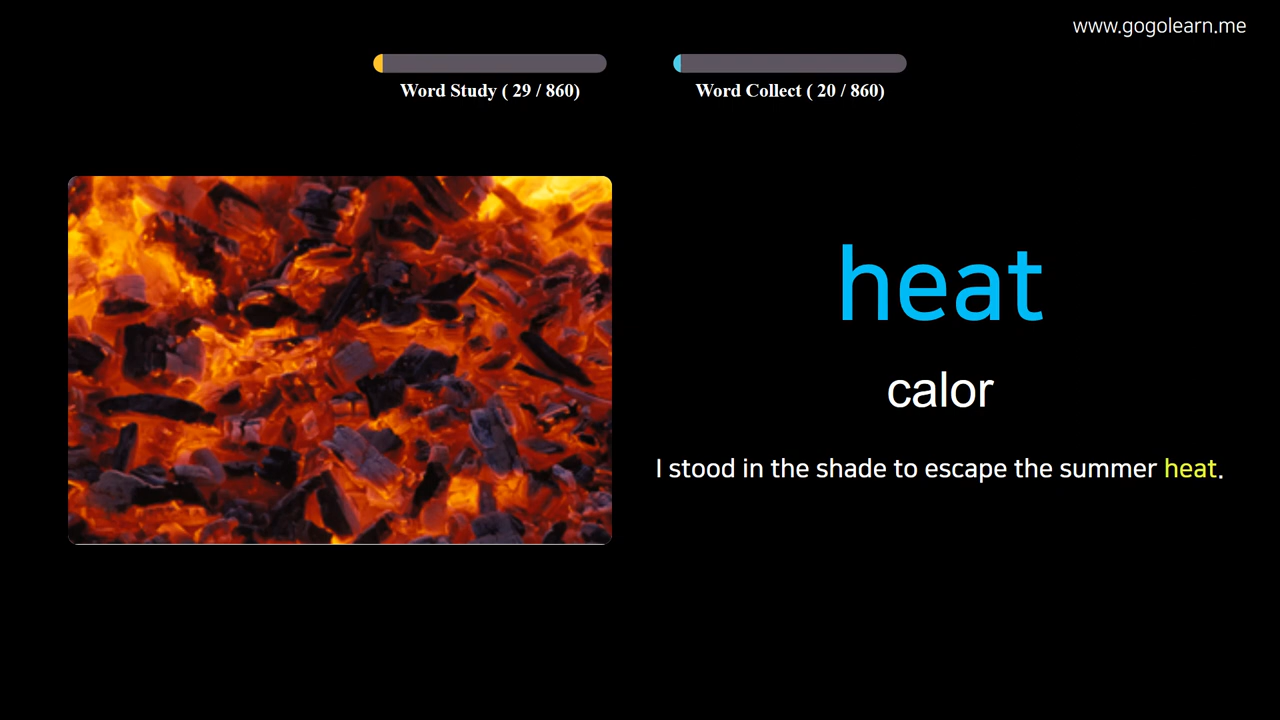 www.gogolearn.me
Word Study ( 29 / 860)
Word Collect ( 20 / 860)
heat
calor
I stood in the shade to escape the summer heat.